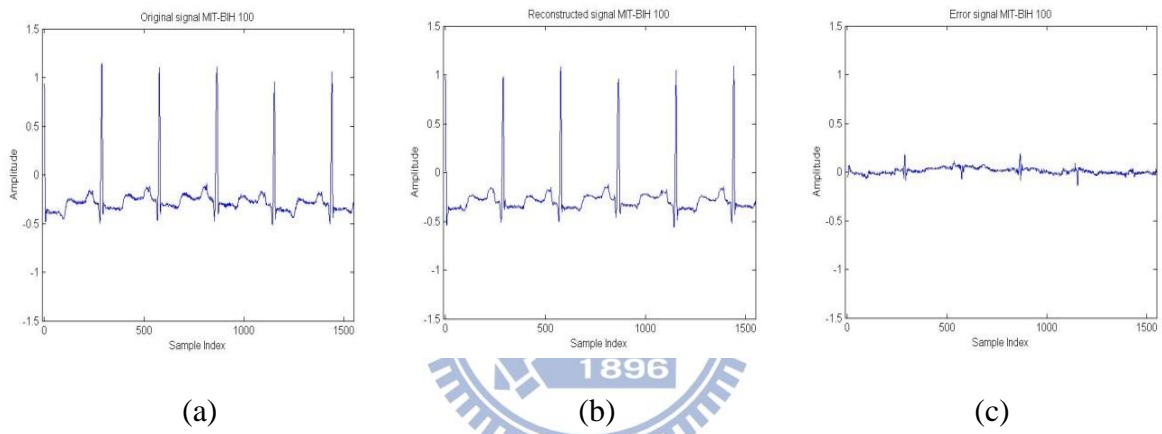 Original signal MIT-BIH 100
1.5
1
0.5
0
-0.5
-1
-1.5
Amplitude
0
500
1000
1500
Sample Index
(a)
Reconstructed signal MIT-BIH 100
1.5
1
0.5
0
-0.5
-1
-1.5
Amplitude
0
500
1000
1500
Sample Index
1896
(b)
Error signal MIT-BIH 100
1.5
1
0.5
0
-0.5
-1
-1.5
Amplitude
0
500
1000
1500
Sample Index
(c)